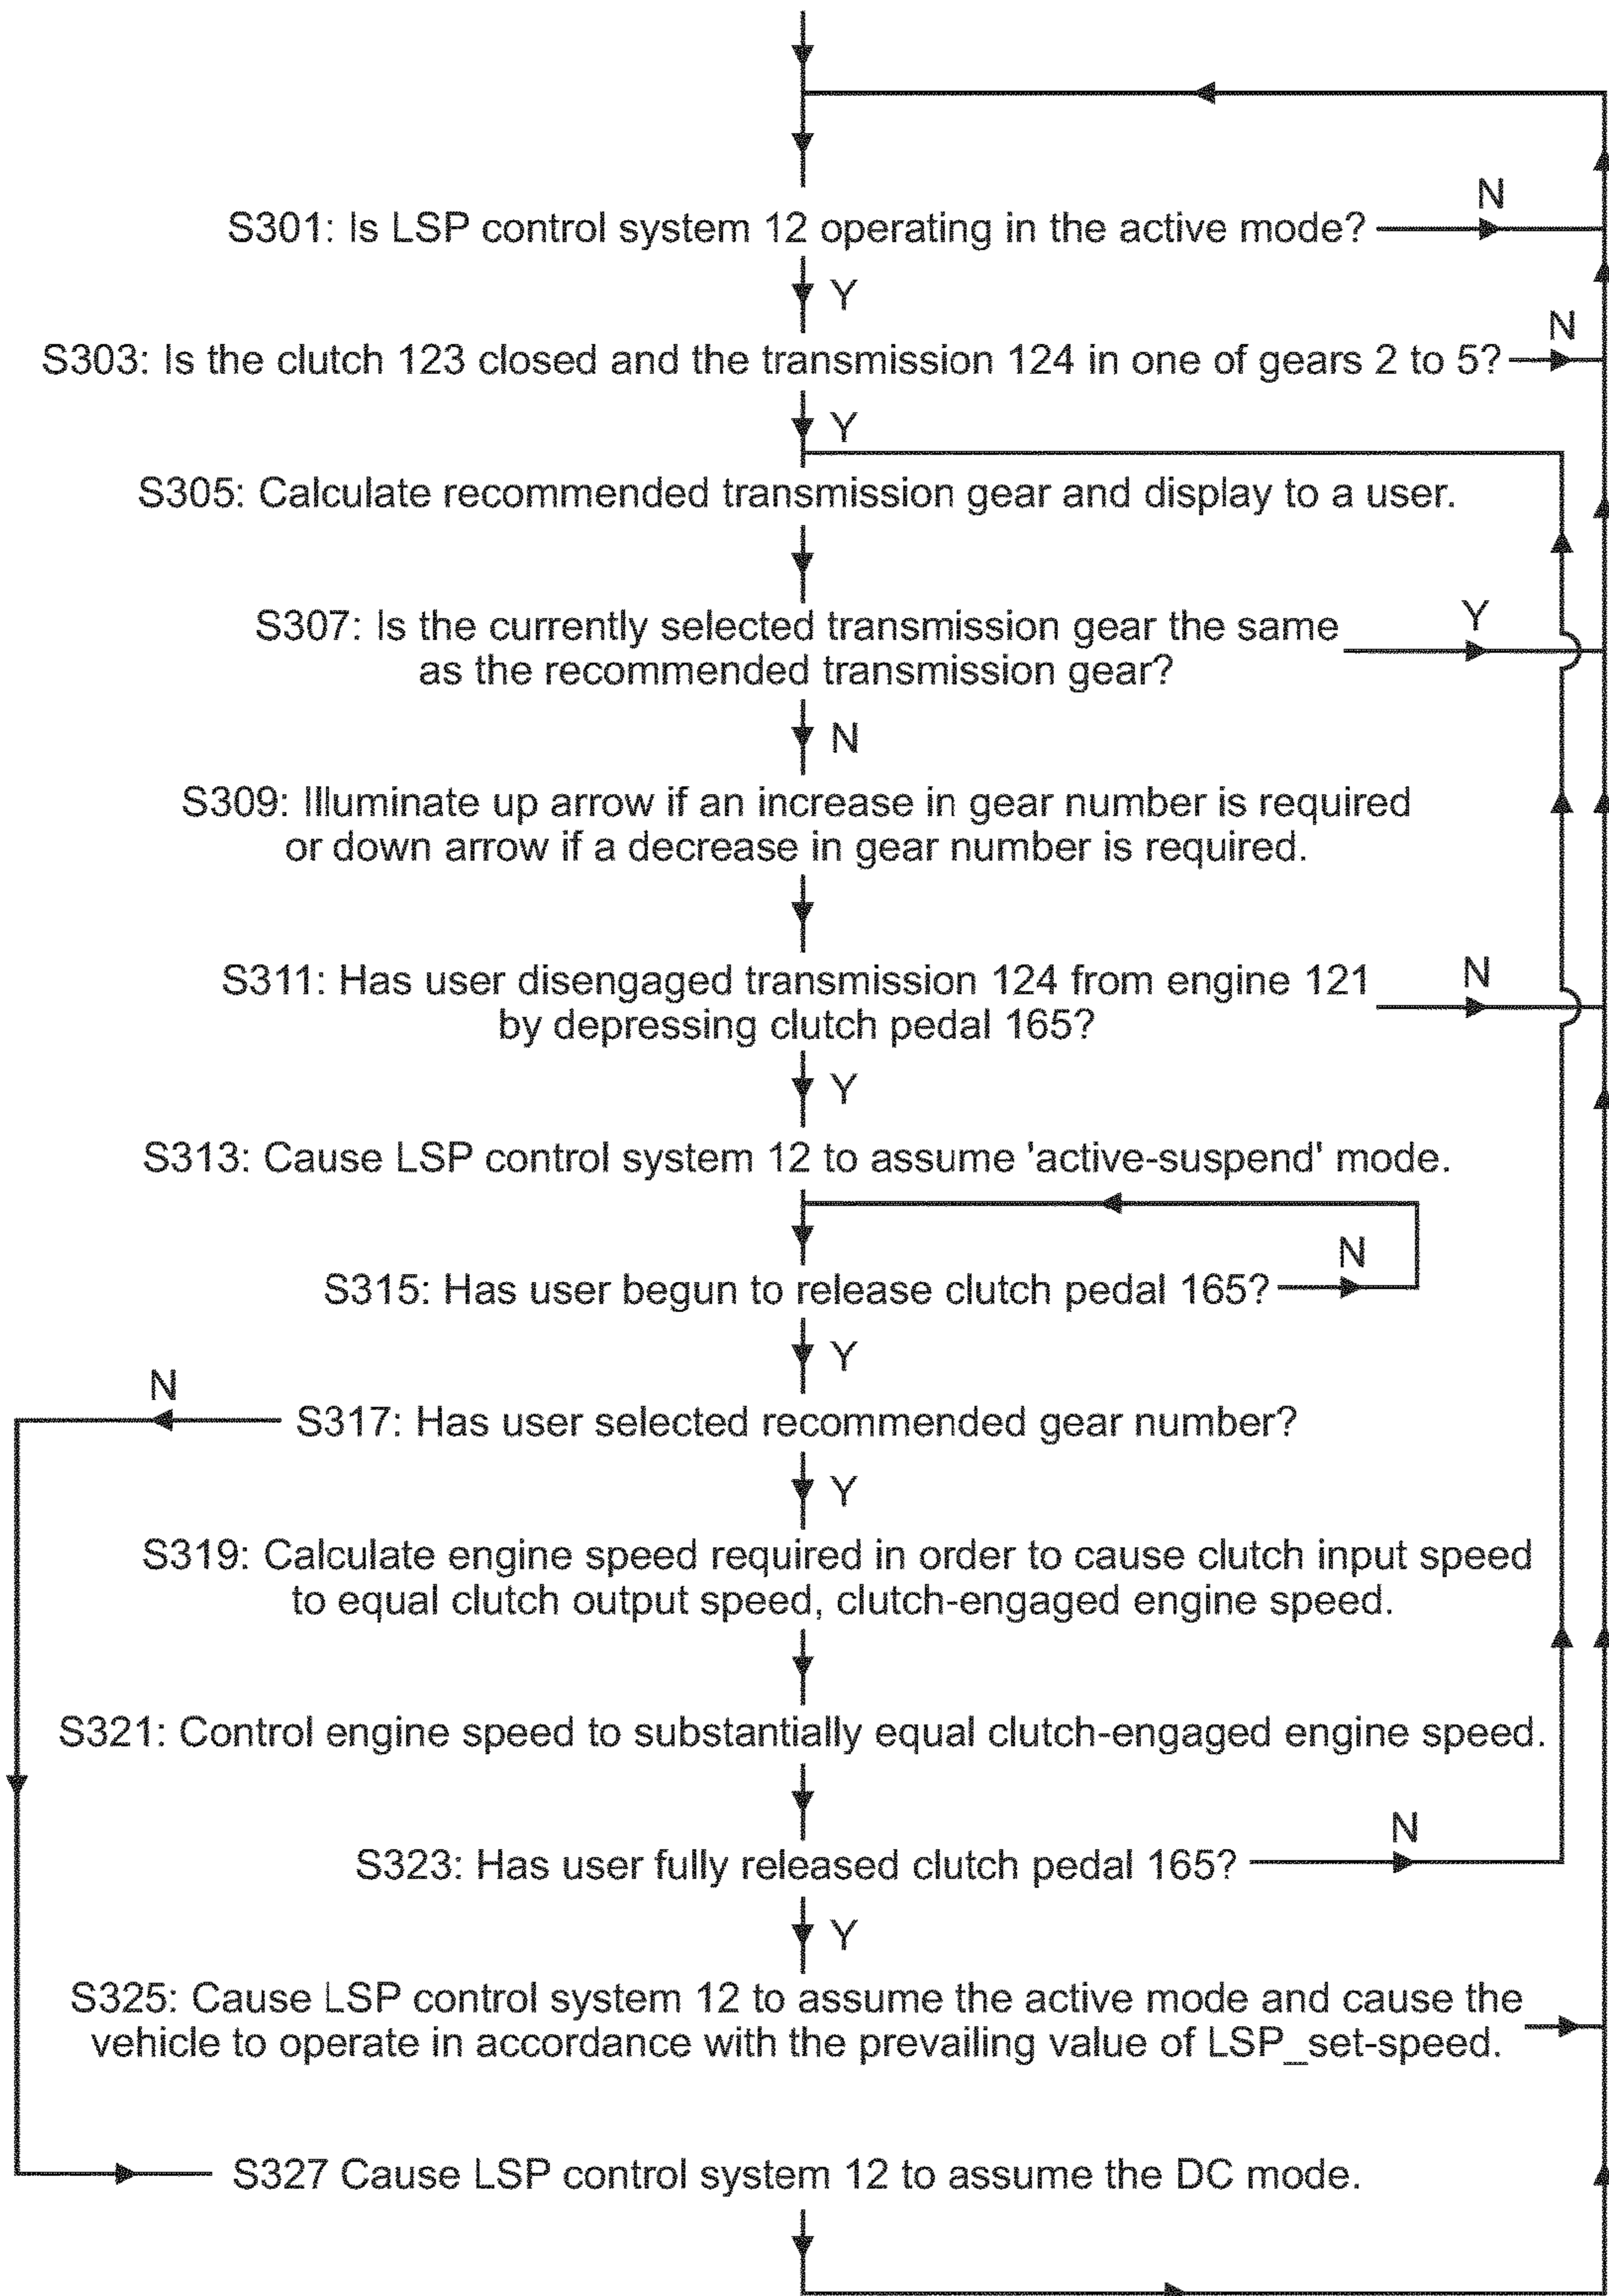 N
S301: Is LSP control system 12 operating in the active mode?
Y
N
S303: Is the clutch 123 closed and the transmission 124 in one of gears 2 to 5?
Y
S305: Calculate recommended transmission gear and display to a user.
Y
S307: Is the currently selected transmission gear the same
as the recommended transmission gear?
N
S309: Illuminate up arrow if an increase in gear number is required
or down arrow if a decrease in gear number is required.
N
S311: Has user disengaged transmission 124 from engine 121
by depressing clutch pedal 165?
Y
S313: Cause LSP control system 12 to assume 'active-suspend' mode.
N
S315: Has user begun to release clutch pedal 165?
Y
N
S317: Has user selected recommended gear number?
Y
S319: Calculate engine speed required in order to cause clutch input speed
to equal clutch output speed, clutch-engaged engine speed.
S321: Control engine speed to substantially equal clutch-engaged engine speed.
N
S323: Has user fully released clutch pedal 165?
Y
S325: Cause LSP control system 12 to assume the active mode and cause the
vehicle to operate in accordance with the prevailing value of LSP_set-speed.
S327 Cause LSP control system 12 to assume the DC mode.